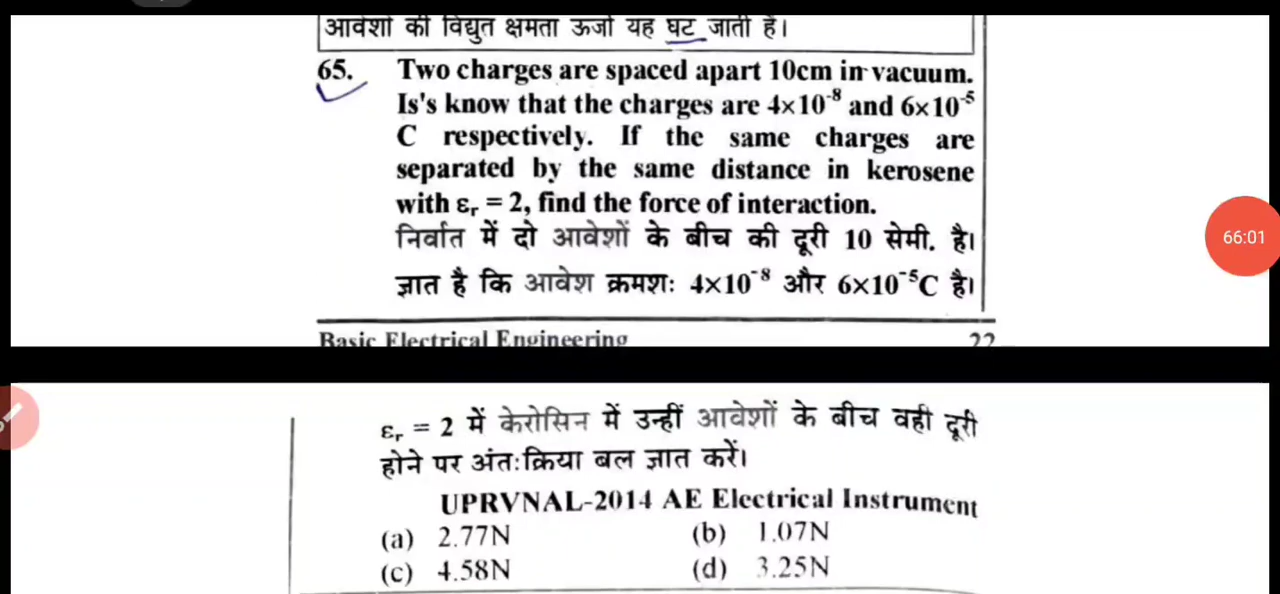 आवेशों की विद्युत क्षमता ऊर्जा यह घट जाती है।
65. Two charges are spaced apart 10cm in vacuum.
Is's know that the charges are 4×10⁻⁸ and 6×10⁻⁵
C respectively. If the same charges are
separated by the same distance in kerosene
with εᵣ = 2, find the force of interaction.
निर्वात में दो आवेशों के बीच की दूरी 10 सेमी. है।
ज्ञात है कि आवेश क्रमशः 4×10⁻⁸ और 6×10⁻⁵C है।
Basic Electrical Engineering 22
66:01
εᵣ = 2 में केरोसिन में उन्हीं आवेशों के बीच वही दूरी
होने पर अंतःक्रिया बल ज्ञात करें।
UPRVNAL-2014 AE Electrical Instrument
(a) 2.77N (b) 1.07N
(c) 4.58N (d) 3.25N